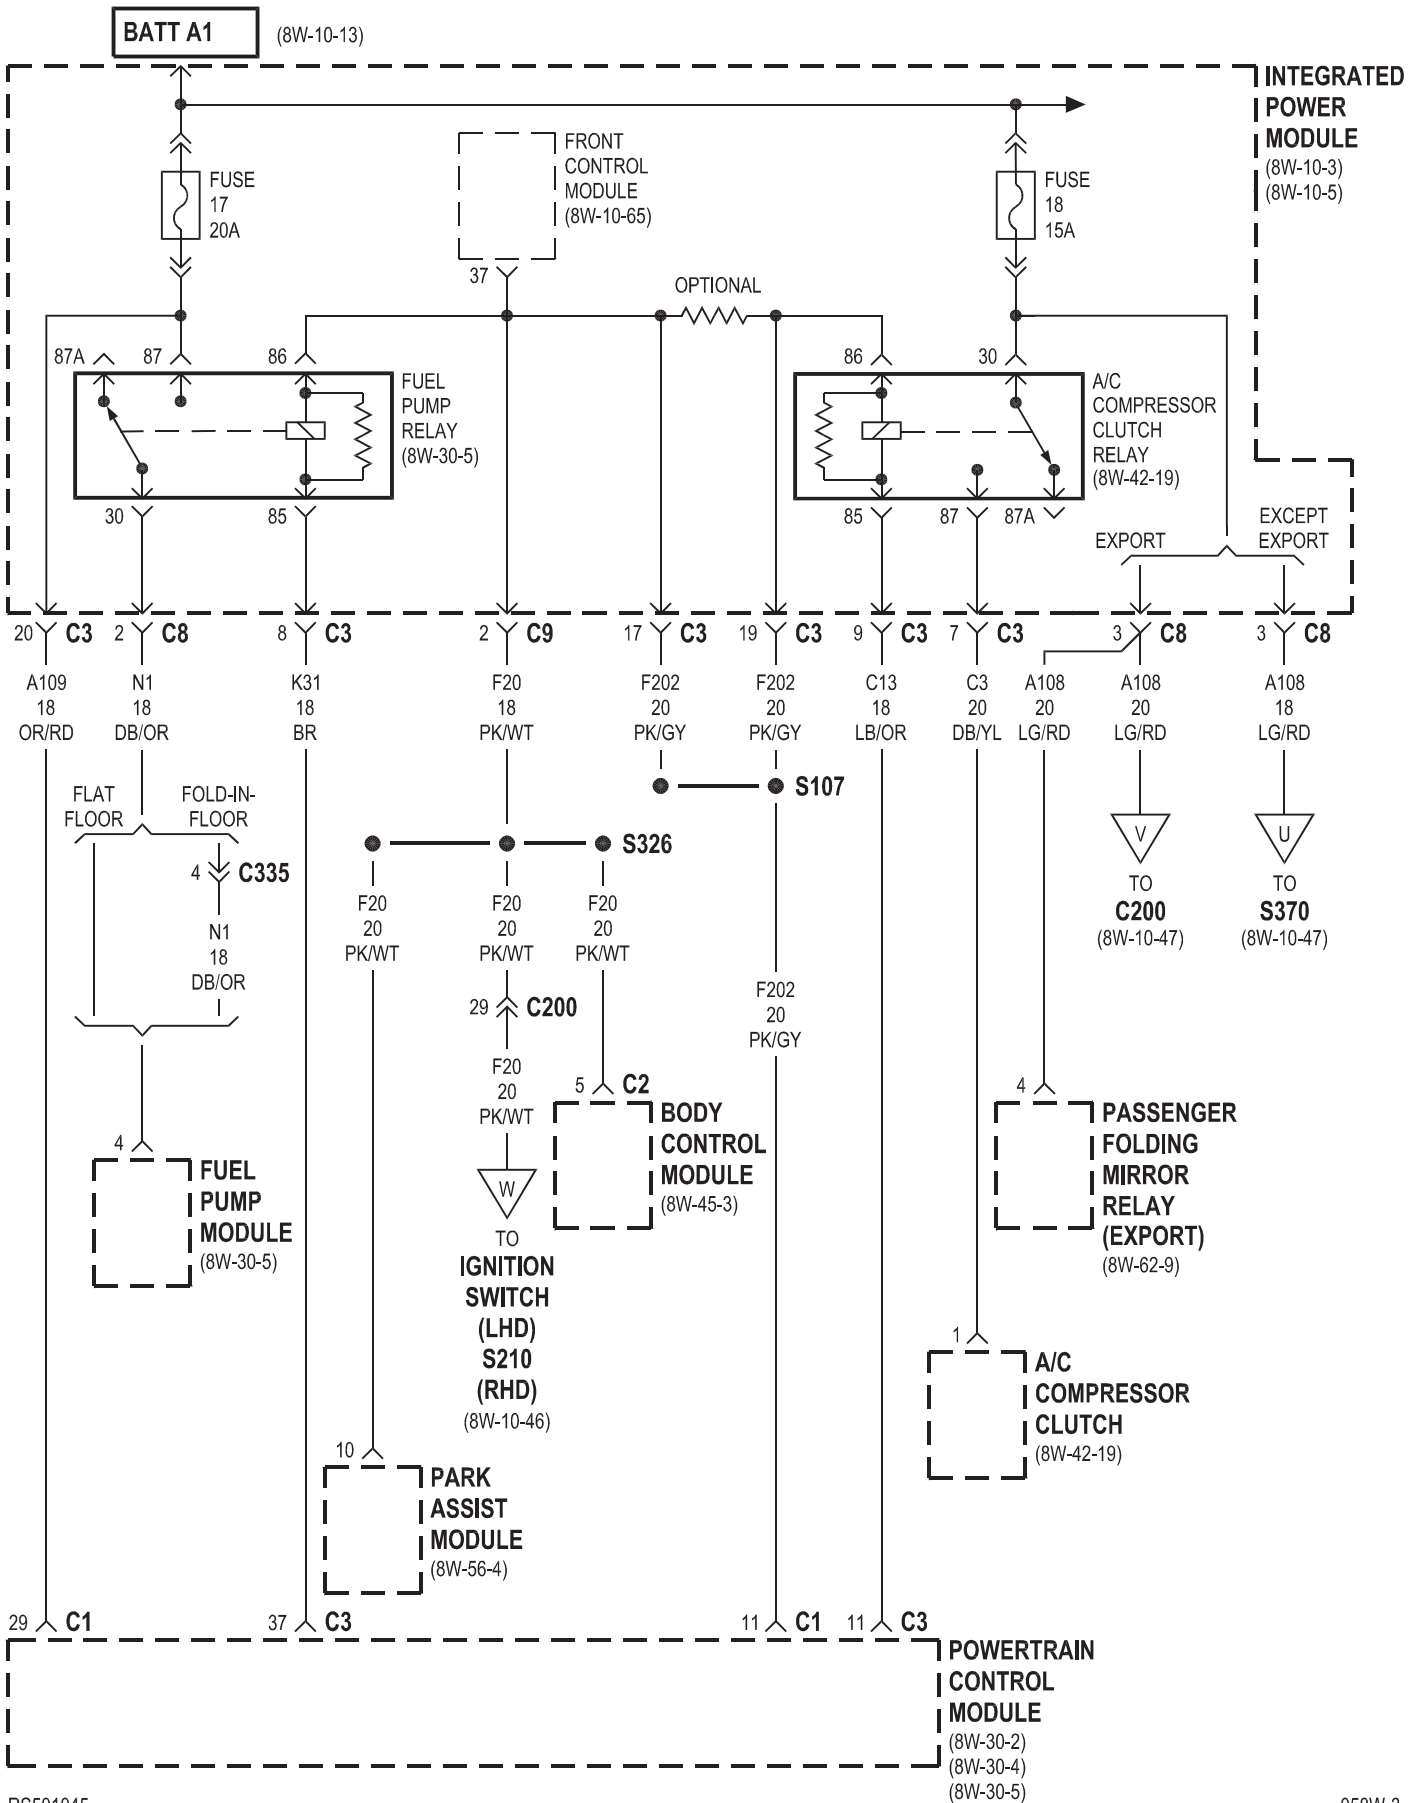 BATT A1
(8W-10-13)
INTEGRATED
POWER
MODULE
(8W-10-3)
(8W-10-5)
FRONT
CONTROL
MODULE
(8W-10-65)
37
FUSE
17
20A
FUSE
18
15A
OPTIONAL
87A
87
86
FUEL
PUMP
RELAY
(8W-30-5)
30
85
86
30
A/C
COMPRESSOR
CLUTCH
RELAY
(8W-42-19)
85
87
87A
EXPORT
EXCEPT
EXPORT
20 C3
2 C8
8 C3
2 C9
17 C3
19 C3
9 C3
7 C3
3 C8
3 C8
A109
18
OR/RD
N1
18
DB/OR
K31
18
BR
F20
18
PK/WT
F202
20
PK/GY
F202
20
PK/GY
C13
18
LB/OR
C3
20
DB/YL
A108
20
LG/RD
A108
20
LG/RD
A108
18
LG/RD
FLAT
FLOOR
FOLD-IN-
FLOOR
4 C335
N1
18
DB/OR
S107
S326
F20
20
PK/WT
F20
20
PK/WT
F20
20
PK/WT
V
TO
C200
(8W-10-47)
U
TO
S370
(8W-10-47)
29 C200
F20
20
PK/WT
F202
20
PK/GY
5 C2
BODY
CONTROL
MODULE
(8W-45-3)
4
PASSENGER
FOLDING
MIRROR
RELAY
(EXPORT)
(8W-62-9)
4
FUEL
PUMP
MODULE
(8W-30-5)
W
TO
IGNITION
SWITCH
(LHD)
S210
(RHD)
(8W-10-46)
1
A/C
COMPRESSOR
CLUTCH
(8W-42-19)
10
PARK
ASSIST
MODULE
(8W-56-4)
29 C1
37 C3
11 C1
11 C3
POWERTRAIN
CONTROL
MODULE
(8W-30-2)
(8W-30-4)
(8W-30-5)